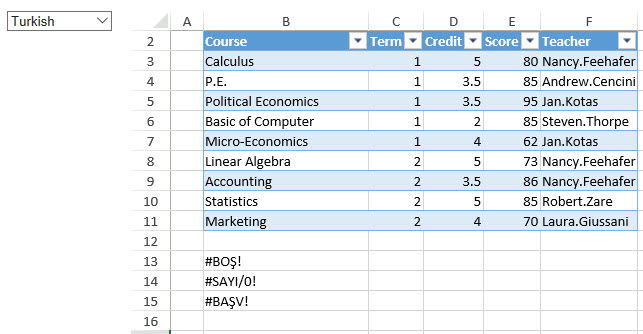 Turkish
A B C D E F
2 Course Term Credit Score Teacher
3 Calculus 1 5 80 Nancy.Feehafer
4 P.E. 1 3.5 85 Andrew.Cencini
5 Political Economics 1 3.5 95 Jan.Kotas
6 Basic of Computer 1 2 85 Steven.Thorpe
7 Micro-Economics 1 4 62 Jan.Kotas
8 Linear Algebra 2 5 73 Nancy.Feehafer
9 Accounting 2 3.5 86 Nancy.Feehafer
10 Statistics 2 5 85 Robert.Zare
11 Marketing 2 4 70 Laura.Giussani
12
13 #BOŞ!
14 #SAYI/0!
15 #BAŞV!
16